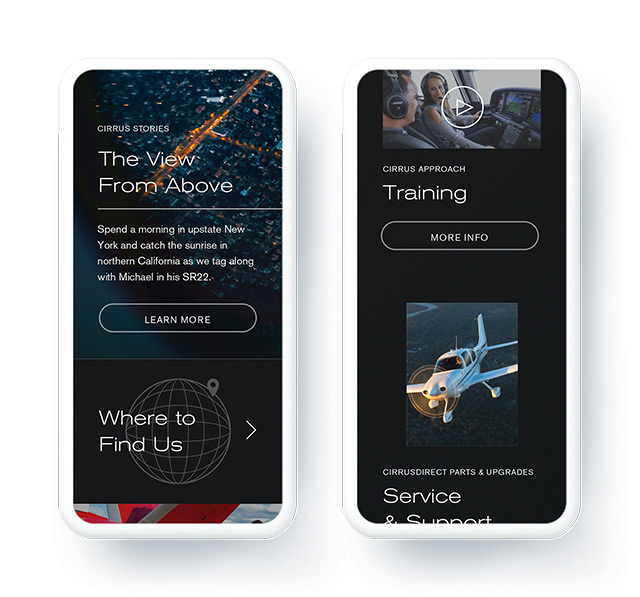 CIRRUS STORIES
The View
From Above
Spend a morning in upstate New
York and catch the sunrise in
northern California as we tag along
with Michael in his SR22.
LEARN MORE
Where to
Find Us
CIRRUS APPROACH
Training
MORE INFO
CIRRUSDIRECT PARTS & UPGRADES
Service
& Support